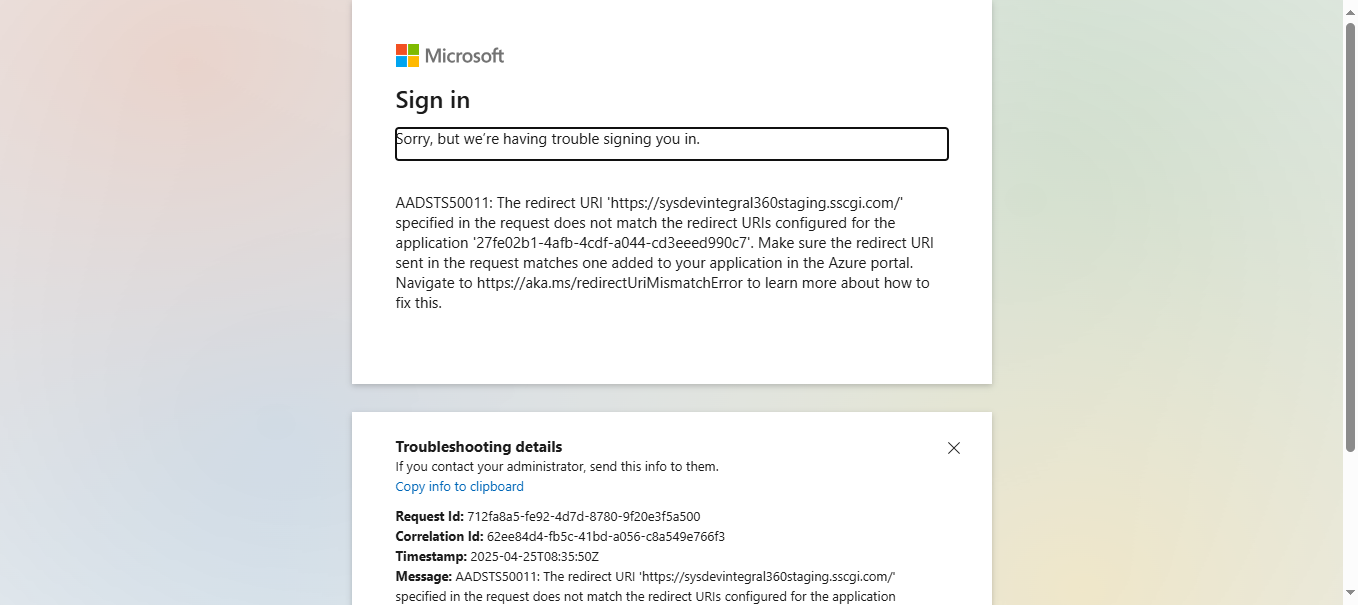 Microsoft
Sign in
Sorry, but we’re having trouble signing you in.
AADSTS50011: The redirect URI 'https://sysdevintegral360staging.sscgi.com/'
specified in the request does not match the redirect URIs configured for the
application '27fe02b1-4afb-4cdf-a044-cd3eeed990c7'. Make sure the redirect URI
sent in the request matches one added to your application in the Azure portal.
Navigate to https://aka.ms/redirectUriMismatchError to learn more about how to
fix this.
Troubleshooting details
If you contact your administrator, send this info to them.
Copy info to clipboard
Request Id: 712fa8a5-fe92-4d7d-8780-9f20e3f5a500
Correlation Id: 62ee84d4-fb5c-41bd-a056-c8a549e766f3
Timestamp: 2025-04-25T08:35:50Z
Message: AADSTS50011: The redirect URI 'https://sysdevintegral360staging.sscgi.com/'
specified in the request does not match the redirect URIs configured for the application